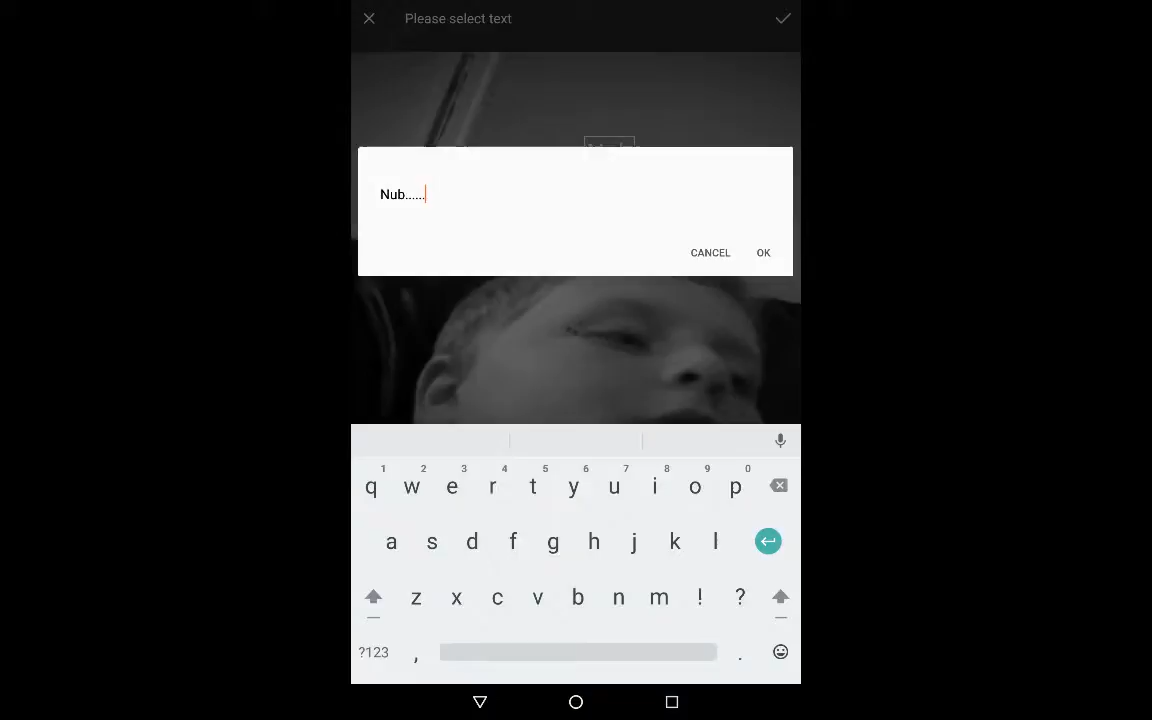 Please select text
Nub......
CANCEL OK
1 2 3 4 5 6 7 8 9 0
q w e r t y u i o p
a s d f g h j k l
z x c v b n m ! ?
?123 , .